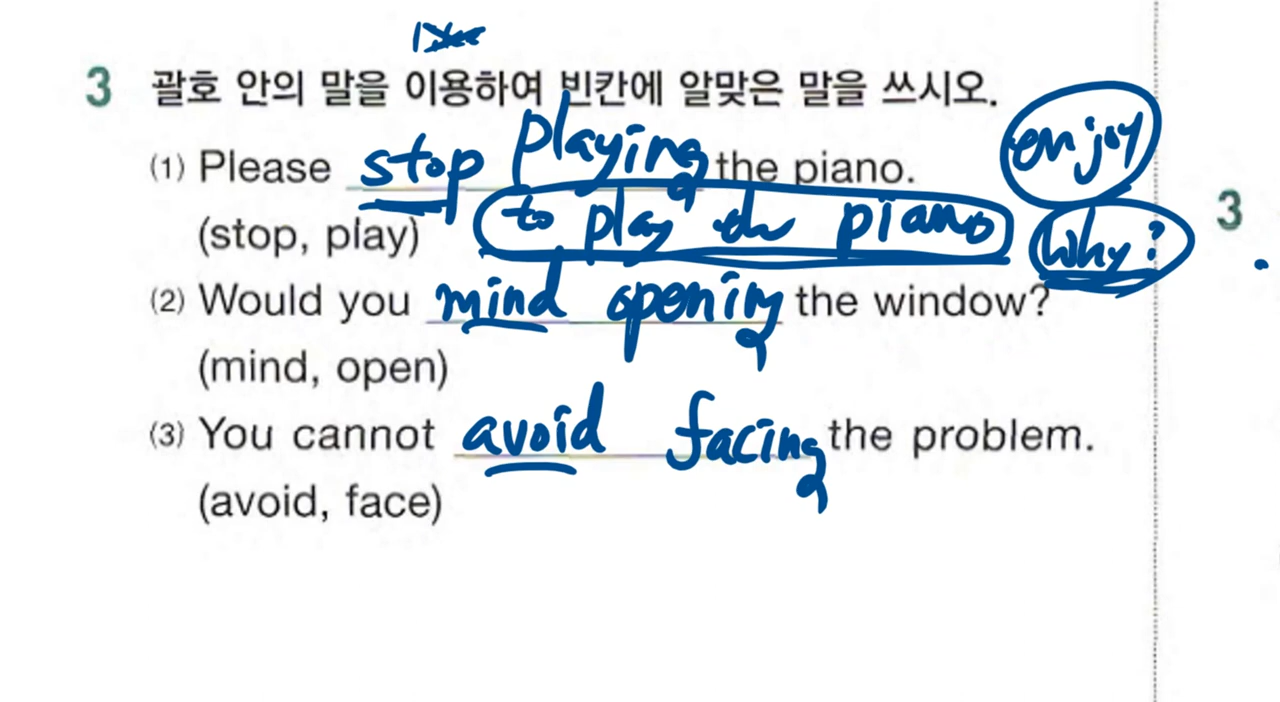 3 괄호 안의 말을 이용하여 빈칸에 알맞은 말을 쓰시오.
(1) Please stop playing the piano. enjoy
(stop, play) to play the piano why?
3
(2) Would you mind opening the window?
(mind, open)
(3) You cannot avoid facing the problem.
(avoid, face)